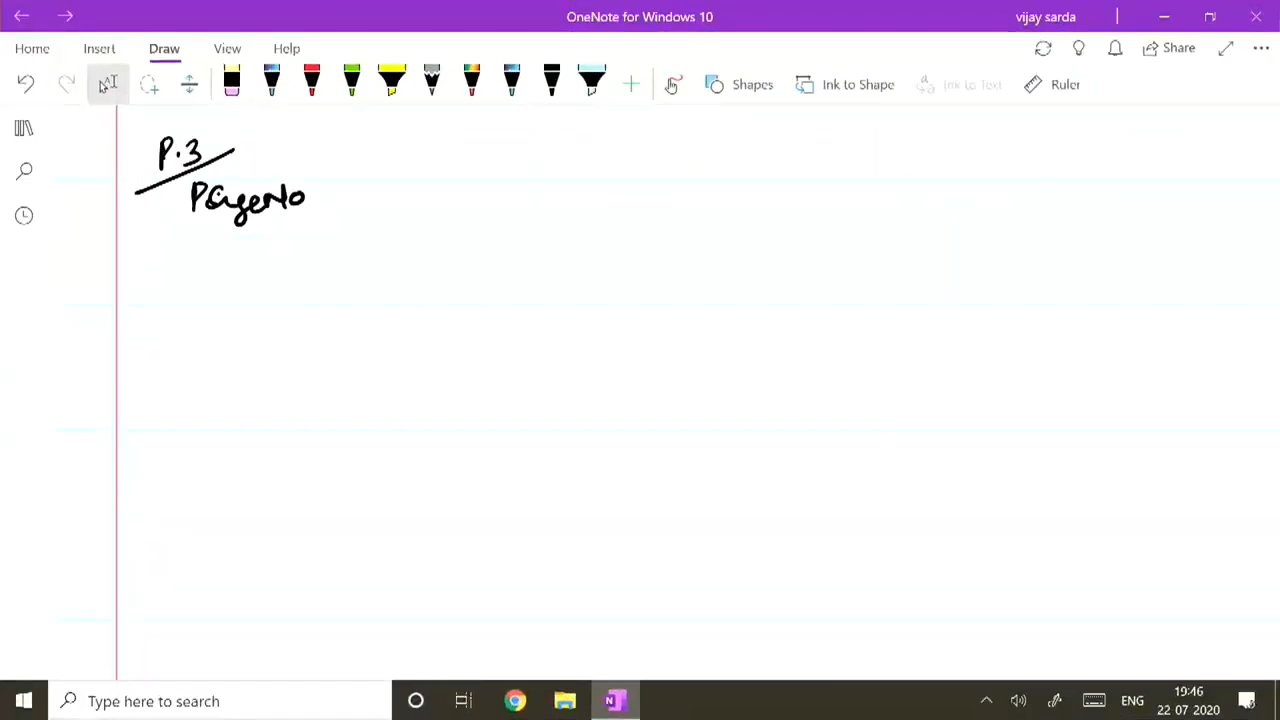 OneNote for Windows 10
vijay sarda
Home Insert Draw View Help
Share
Shapes Ink to Shape Ink to Text Ruler
P.3
PageNo
Type here to search
ENG
19:46
22-07-2020